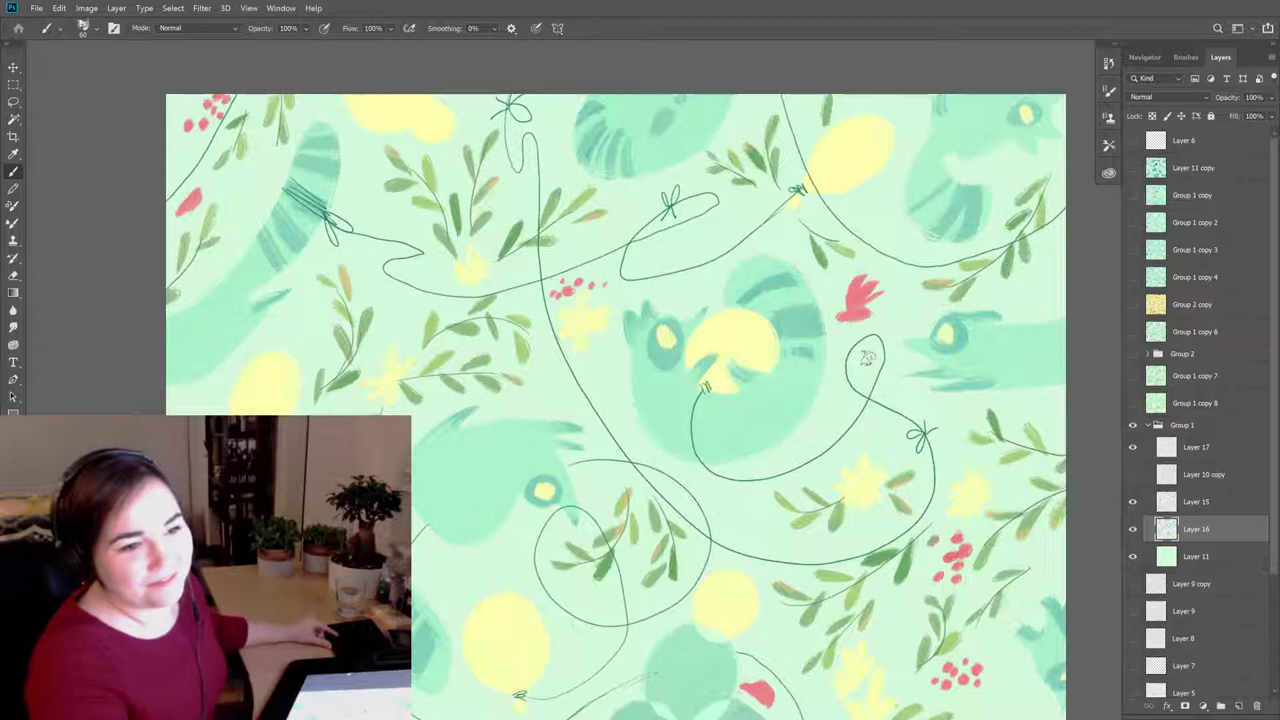 Ps File Edit Image Layer Type Select Filter 3D View Window Help
60 Mode: Normal Opacity: 100% Flow: 100% Smoothing: 0%
Navigator Brushes Layers
Kind
Normal Opacity: 100%
Lock: Fill: 100%
Layer 6
Layer 11 copy
Group 1 copy
Group 1 copy 2
Group 1 copy 3
Group 1 copy 4
Group 2 copy
Group 1 copy 6
Group 2
Group 1 copy 7
Group 1 copy 8
Group 1
Layer 17
Layer 10 copy
Layer 15
Layer 16
Layer 11
Layer 9 copy
Layer 9
Layer 8
Layer 7
Layer 5
fx